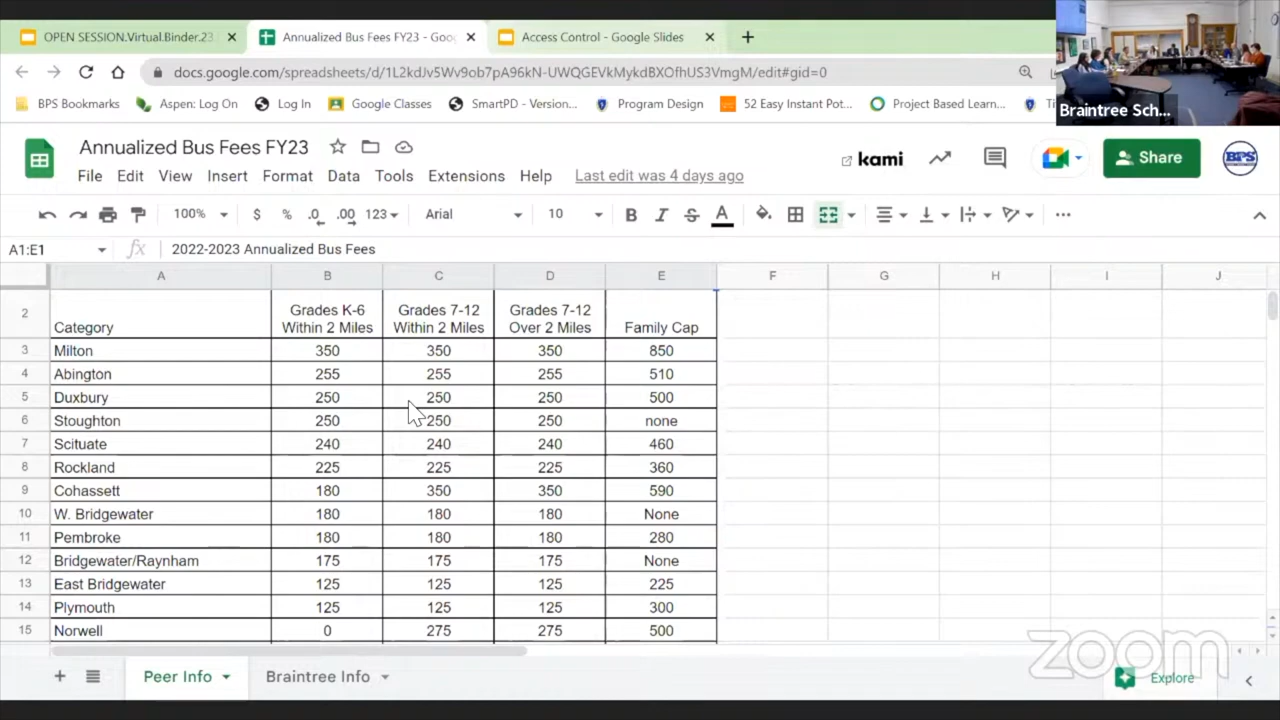 OPEN SESSION.Virtual.Binder.23
Annualized Bus Fees FY23 - Goo
Access Control - Google Slides
docs.google.com/spreadsheets/d/1L2kdJv5Wv9ob7pA96kN-UWQGEVkMykdBXOfhUS3VmgM/edit#gid=0
BPS Bookmarks Aspen: Log On Log In Google Classes SmartPD - Version... Program Design 52 Easy Instant Pot... Project Based Learn...
Braintree Sch...
Annualized Bus Fees FY23
kami
Share
BPS
File Edit View Insert Format Data Tools Extensions Help Last edit was 4 days ago
100% $ % .0 .00 123 Arial 10 B I S A
A1:E1 fx 2022-2023 Annualized Bus Fees
A B C D E F G H I J
2 Category Grades K-6 Within 2 Miles Grades 7-12 Within 2 Miles Grades 7-12 Over 2 Miles Family Cap
3 Milton 350 350 350 850
4 Abington 255 255 255 510
5 Duxbury 250 250 250 500
6 Stoughton 250 250 250 none
7 Scituate 240 240 240 460
8 Rockland 225 225 225 360
9 Cohassett 180 350 350 590
10 W. Bridgewater 180 180 180 None
11 Pembroke 180 180 180 280
12 Bridgewater/Raynham 175 175 175 None
13 East Bridgewater 125 125 125 225
14 Plymouth 125 125 125 300
15 Norwell 0 275 275 500
zoom
Peer Info Braintree Info Explore